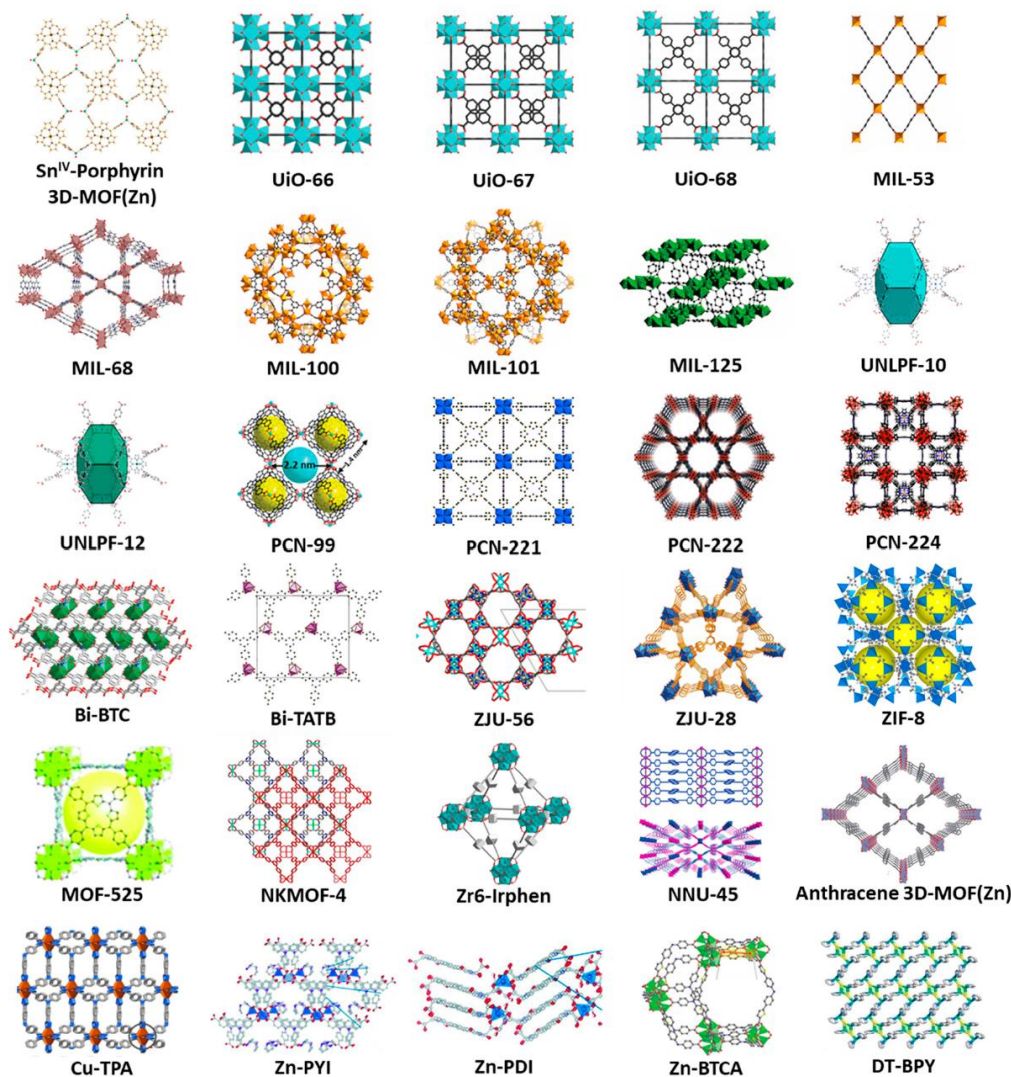 Sn^IV-Porphyrin
3D-MOF(Zn)
UiO-66
UiO-67
UiO-68
MIL-53
MIL-68
MIL-100
MIL-101
MIL-125
UNLPF-10
2.2 nm
3.4 nm
UNLPF-12
PCN-99
PCN-221
PCN-222
PCN-224
Bi-BTC
Bi-TATB
ZJU-56
ZJU-28
ZIF-8
MOF-525
NKMOF-4
Zr6-Irphen
NNU-45
Anthracene 3D-MOF(Zn)
Cu-TPA
Zn-PYI
Zn-PDI
Zn-BTCA
DT-BPY